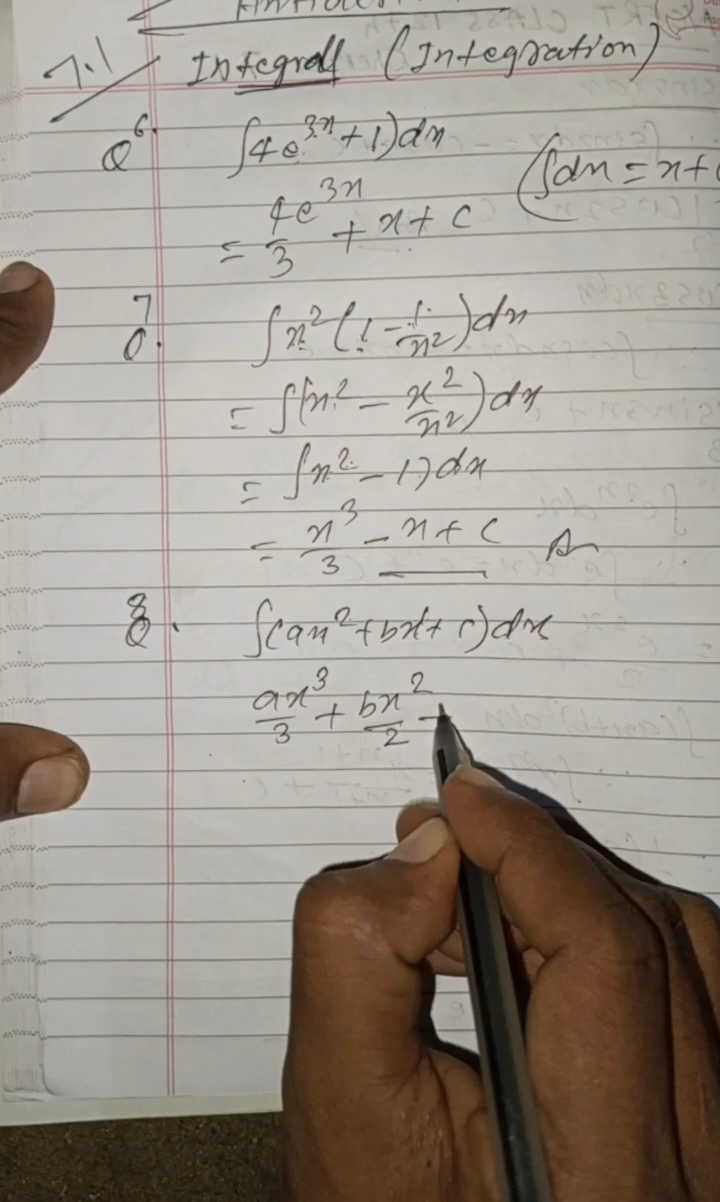 7.1 Integrall (Integration)
Q6. ∫4e^3x + 1)dx
(∫dx = x +
= 4e^3x/3 + x + c
Q7. ∫x²(1 - 1/x²)dx
= ∫(x² - x²/x²)dx
= ∫x² - 1)dx
= x³/3 - x + c
Q8. ∫(ax² + bx + c)dx
ax³/3 + bx²/2